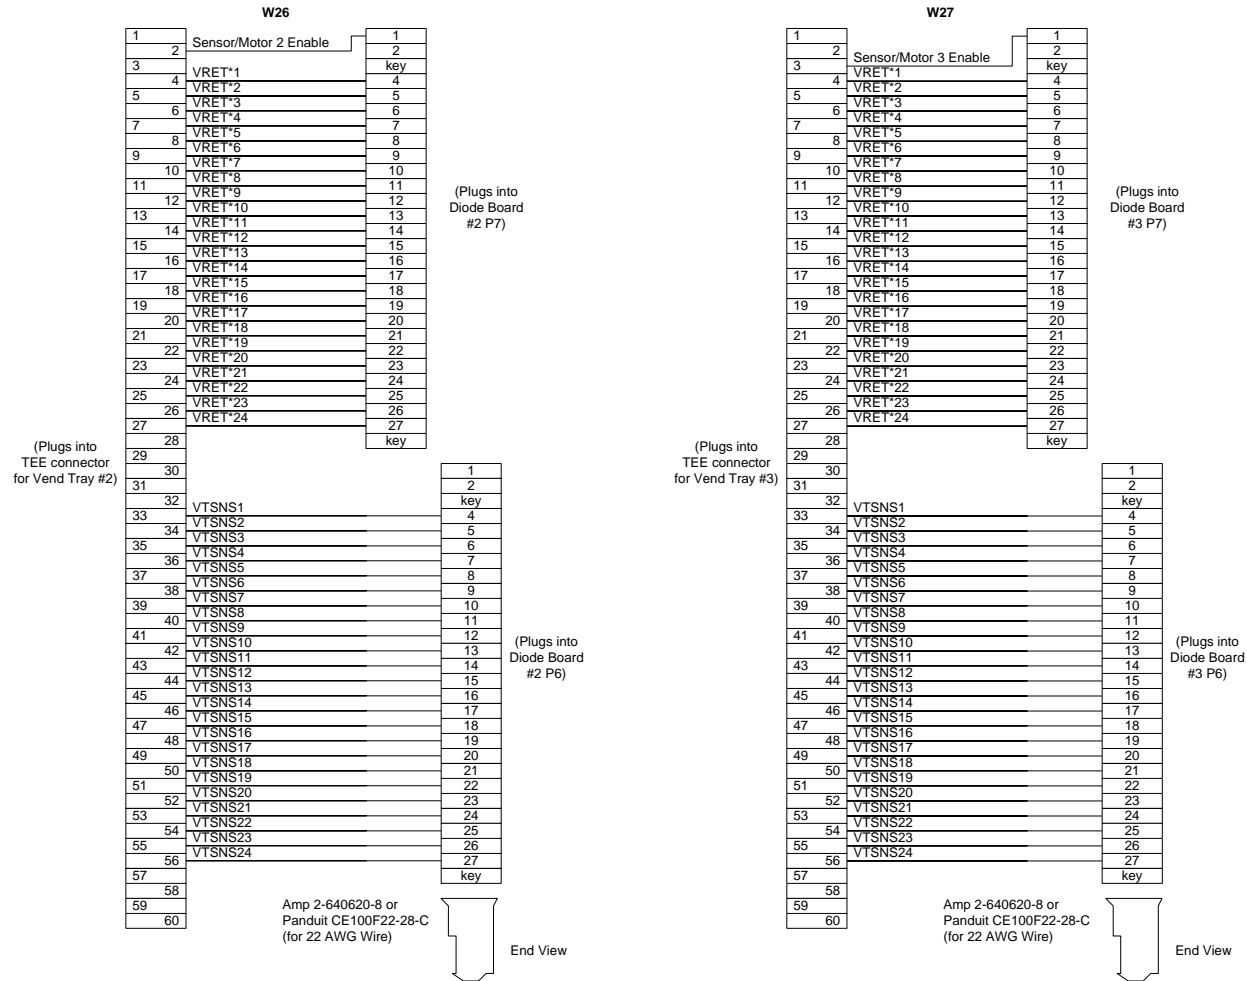 W26
1
2
3
4
5
6
7
8
9
10
11
12
13
14
15
16
17
18
19
20
21
22
23
24
25
26
27
28
29
30
31
32
33
34
35
36
37
38
39
40
41
42
43
44
45
46
47
48
49
50
51
52
53
54
55
56
57
58
59
60
(Plugs into
TEE connector
for Vend Tray #2)
Sensor/Motor 2 Enable
VRET*1
VRET*2
VRET*3
VRET*4
VRET*5
VRET*6
VRET*7
VRET*8
VRET*9
VRET*10
VRET*11
VRET*12
VRET*13
VRET*14
VRET*15
VRET*16
VRET*17
VRET*18
VRET*19
VRET*20
VRET*21
VRET*22
VRET*23
VRET*24
1
2
key
4
5
6
7
8
9
10
11
12
13
14
15
16
17
18
19
20
21
22
23
24
25
26
27
key
(Plugs into
Diode Board
#2 P7)
VTSNS1
VTSNS2
VTSNS3
VTSNS4
VTSNS5
VTSNS6
VTSNS7
VTSNS8
VTSNS9
VTSNS10
VTSNS11
VTSNS12
VTSNS13
VTSNS14
VTSNS15
VTSNS16
VTSNS17
VTSNS18
VTSNS19
VTSNS20
VTSNS21
VTSNS22
VTSNS23
VTSNS24
1
2
key
4
5
6
7
8
9
10
11
12
13
14
15
16
17
18
19
20
21
22
23
24
25
26
27
key
(Plugs into
Diode Board
#2 P6)
Amp 2-640620-8 or
Panduit CE100F22-28-C
(for 22 AWG Wire)
End View
W27
1
2
3
4
5
6
7
8
9
10
11
12
13
14
15
16
17
18
19
20
21
22
23
24
25
26
27
28
29
30
31
32
33
34
35
36
37
38
39
40
41
42
43
44
45
46
47
48
49
50
51
52
53
54
55
56
57
58
59
60
(Plugs into
TEE connector
for Vend Tray #3)
Sensor/Motor 3 Enable
VRET*1
VRET*2
VRET*3
VRET*4
VRET*5
VRET*6
VRET*7
VRET*8
VRET*9
VRET*10
VRET*11
VRET*12
VRET*13
VRET*14
VRET*15
VRET*16
VRET*17
VRET*18
VRET*19
VRET*20
VRET*21
VRET*22
VRET*23
VRET*24
1
2
key
4
5
6
7
8
9
10
11
12
13
14
15
16
17
18
19
20
21
22
23
24
25
26
27
key
(Plugs into
Diode Board
#3 P7)
VTSNS1
VTSNS2
VTSNS3
VTSNS4
VTSNS5
VTSNS6
VTSNS7
VTSNS8
VTSNS9
VTSNS10
VTSNS11
VTSNS12
VTSNS13
VTSNS14
VTSNS15
VTSNS16
VTSNS17
VTSNS18
VTSNS19
VTSNS20
VTSNS21
VTSNS22
VTSNS23
VTSNS24
1
2
key
4
5
6
7
8
9
10
11
12
13
14
15
16
17
18
19
20
21
22
23
24
25
26
27
key
(Plugs into
Diode Board
#3 P6)
Amp 2-640620-8 or
Panduit CE100F22-28-C
(for 22 AWG Wire)
End View